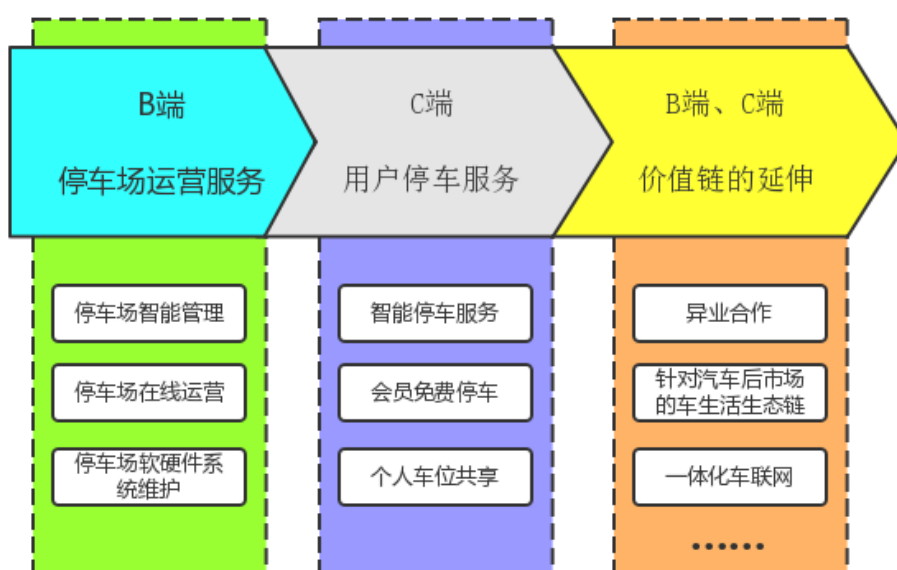 B端
停车场运营服务
C端
用户停车服务
B端、C端
价值链的延伸
停车场智能管理
停车场在线运营
停车场软硬件系
统维护
智能停车服务
会员免费停车
个人车位共享
异业合作
针对汽车后市场
的车生活生态链
一体化车联网
……